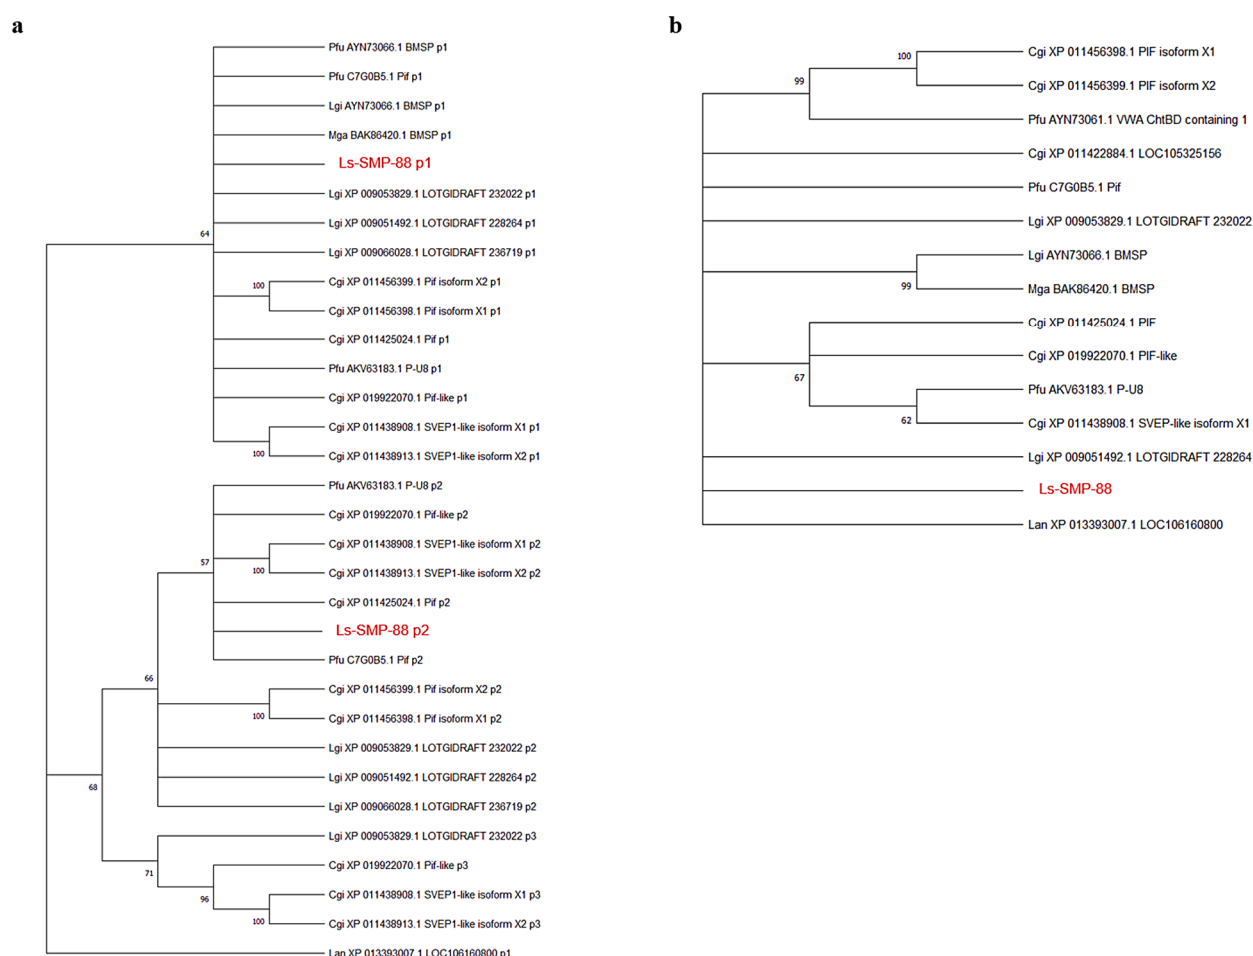 a
Pfu AYN73066.1 BMSP p1
Pfu C7G0B5.1 Pif p1
Lgi AYN73066.1 BMSP p1
Mga BAK86420.1 BMSP p1
Ls-SMP-88 p1
Lgi XP 009053829.1 LOTGIDRAFT 232022 p1
Lgi XP 009051492.1 LOTGIDRAFT 228264 p1
64
Lgi XP 009066028.1 LOTGIDRAFT 236719 p1
Cgi XP 011456399.1 Pif isoform X2 p1
100
Cgi XP 011456398.1 Pif isoform X1 p1
Cgi XP 011425024.1 Pif p1
Pfu AKV63183.1 P-U8 p1
Cgi XP 019922070.1 Pif-like p1
Cgi XP 011438908.1 SVEP1-like isoform X1 p1
100
Cgi XP 011438913.1 SVEP1-like isoform X2 p1
Pfu AKV63183.1 P-U8 p2
Cgi XP 019922070.1 Pif-like p2
Cgi XP 011438908.1 SVEP1-like isoform X1 p2
57
100
Cgi XP 011438913.1 SVEP1-like isoform X2 p2
Cgi XP 011425024.1 Pif p2
Ls-SMP-88 p2
Pfu C7G0B5.1 Pif p2
66
Cgi XP 011456399.1 Pif isoform X2 p2
100
Cgi XP 011456398.1 Pif isoform X1 p2
Lgi XP 009053829.1 LOTGIDRAFT 232022 p2
Lgi XP 009051492.1 LOTGIDRAFT 228264 p2
68
Lgi XP 009066028.1 LOTGIDRAFT 236719 p2
Lgi XP 009053829.1 LOTGIDRAFT 232022 p3
71
Cgi XP 019922070.1 Pif-like p3
96
Cgi XP 011438908.1 SVEP1-like isoform X1 p3
100
Cgi XP 011438913.1 SVEP1-like isoform X2 p3
Lan XP 013393007.1 LOC106160800 p1
b
Cgi XP 011456398.1 PIF isoform X1
100
Cgi XP 011456399.1 PIF isoform X2
99
Pfu AYN73061.1 VWA ChtBD containing 1
Cgi XP 011422884.1 LOC105325156
Pfu C7G0B5.1 Pif
Lgi XP 009053829.1 LOTGIDRAFT 232022
Lgi AYN73066.1 BMSP
99
Mga BAK86420.1 BMSP
Cgi XP 011425024.1 PIF
Cgi XP 019922070.1 PIF-like
67
Pfu AKV63183.1 P-U8
62
Cgi XP 011438908.1 SVEP-like isoform X1
Lgi XP 009051492.1 LOTGIDRAFT 228264
Ls-SMP-88
Lan XP 013393007.1 LOC106160800